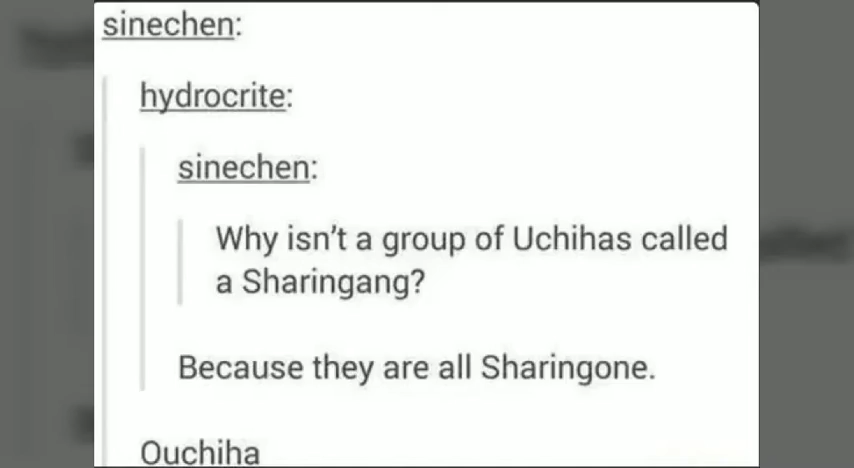 sinechen:
hydrocrite:
sinechen:
Why isn't a group of Uchihas called
a Sharingang?
Because they are all Sharingone.
Ouchiha